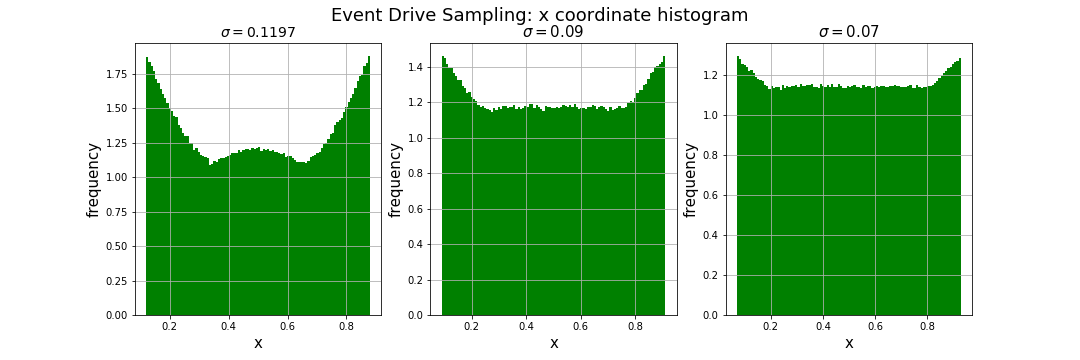 Event Drive Sampling: x coordinate histogram
σ = 0.1197
σ = 0.09
σ = 0.07
frequency
1.75
1.50
1.25
1.00
0.75
0.50
0.25
0.00
0.2 0.4 0.6 0.8
x
frequency
1.4
1.2
1.0
0.8
0.6
0.4
0.2
0.0
0.2 0.4 0.6 0.8
x
frequency
1.2
1.0
0.8
0.6
0.4
0.2
0.0
0.2 0.4 0.6 0.8
x